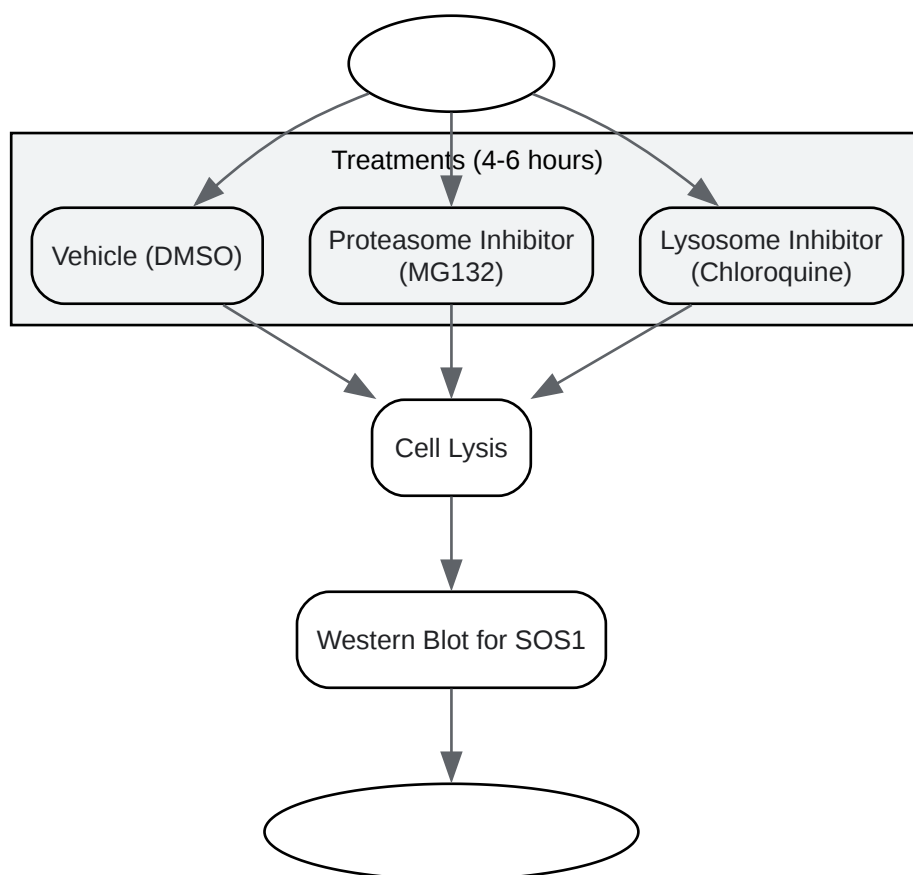 Treatments (4-6 hours)
Vehicle (DMSO)
Proteasome Inhibitor
(MG132)
Lysosome Inhibitor
(Chloroquine)
Cell Lysis
Western Blot for SOS1